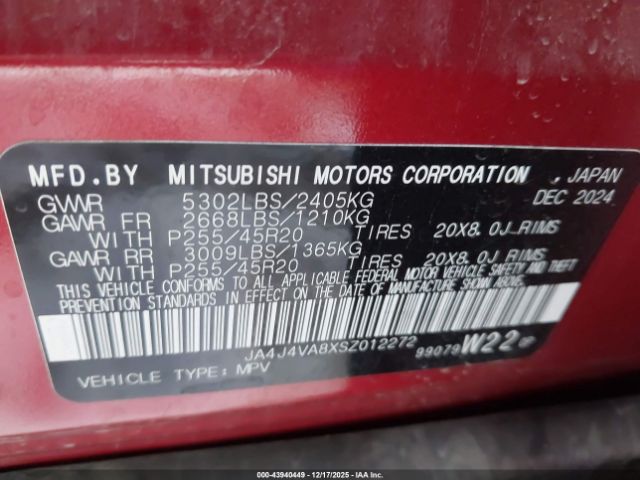 MFD.BY MITSUBISHI MOTORS CORPORATION , JAPAN
GVWR 5302LBS/2405KG DEC 2024
GAWR FR 2668LBS/1210KG
WITH P255/45R20 TIRES 20X8.0J RIMS
GAWR RR 3009LBS/1365KG
WITH P255/45R20 TIRES 20X8.0J RIMS
THIS VEHICLE CONFORMS TO ALL APPLICABLE FEDERAL MOTOR VEHICLE SAFETY AND THEFT
PREVENTION STANDARDS IN EFFECT ON THE DATE OF MANUFACTURE SHOWN ABOVE.
JA4J4VA8XSZ012272
99079 W22
VEHICLE TYPE: MPV
000-43940449 | 12/17/2025 - IAAI.COM